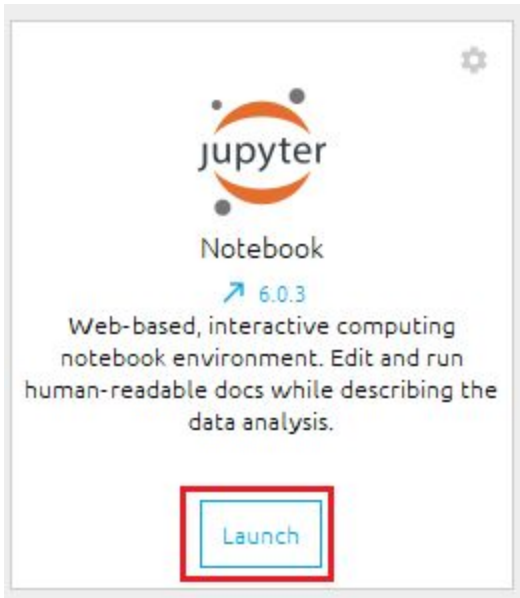 jupyter
Notebook
6.0.3
Web-based, interactive computing
notebook environment. Edit and run
human-readable docs while describing the
data analysis.
Launch